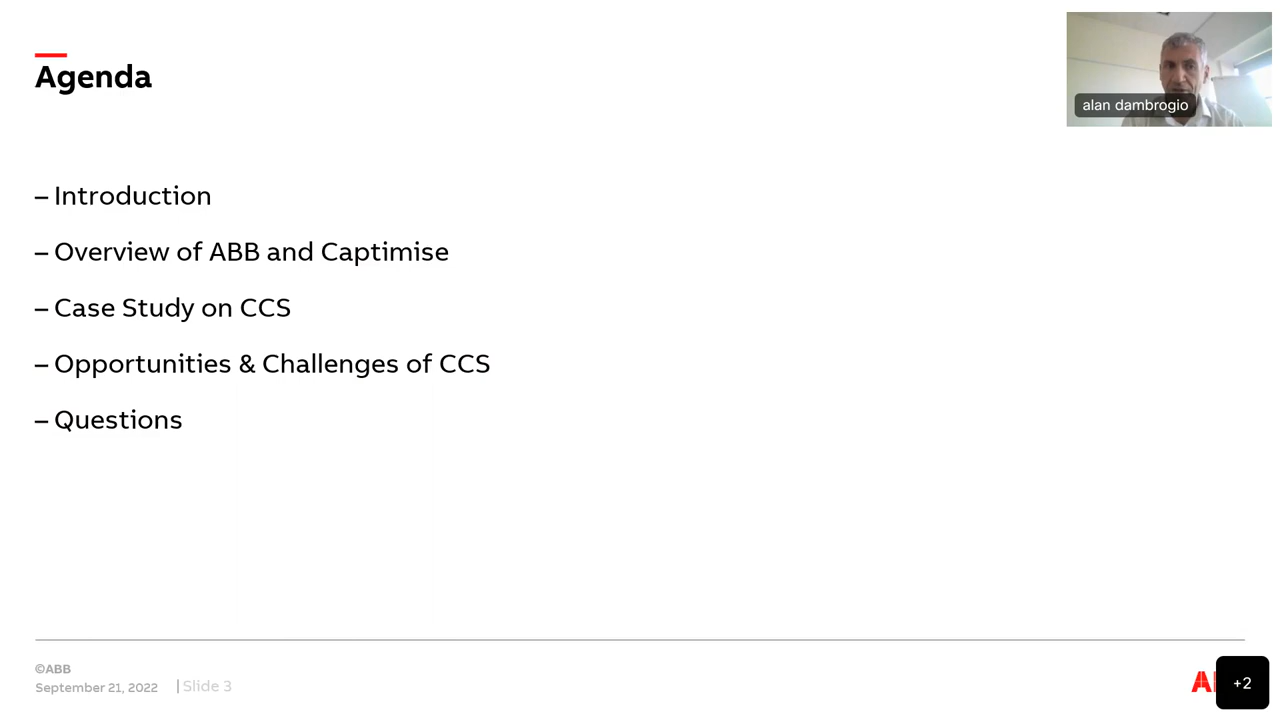 Agenda
alan dambrogio
– Introduction
– Overview of ABB and Captimise
– Case Study on CCS
– Opportunities & Challenges of CCS
– Questions
©ABB
September 21, 2022 | Slide 3
+2